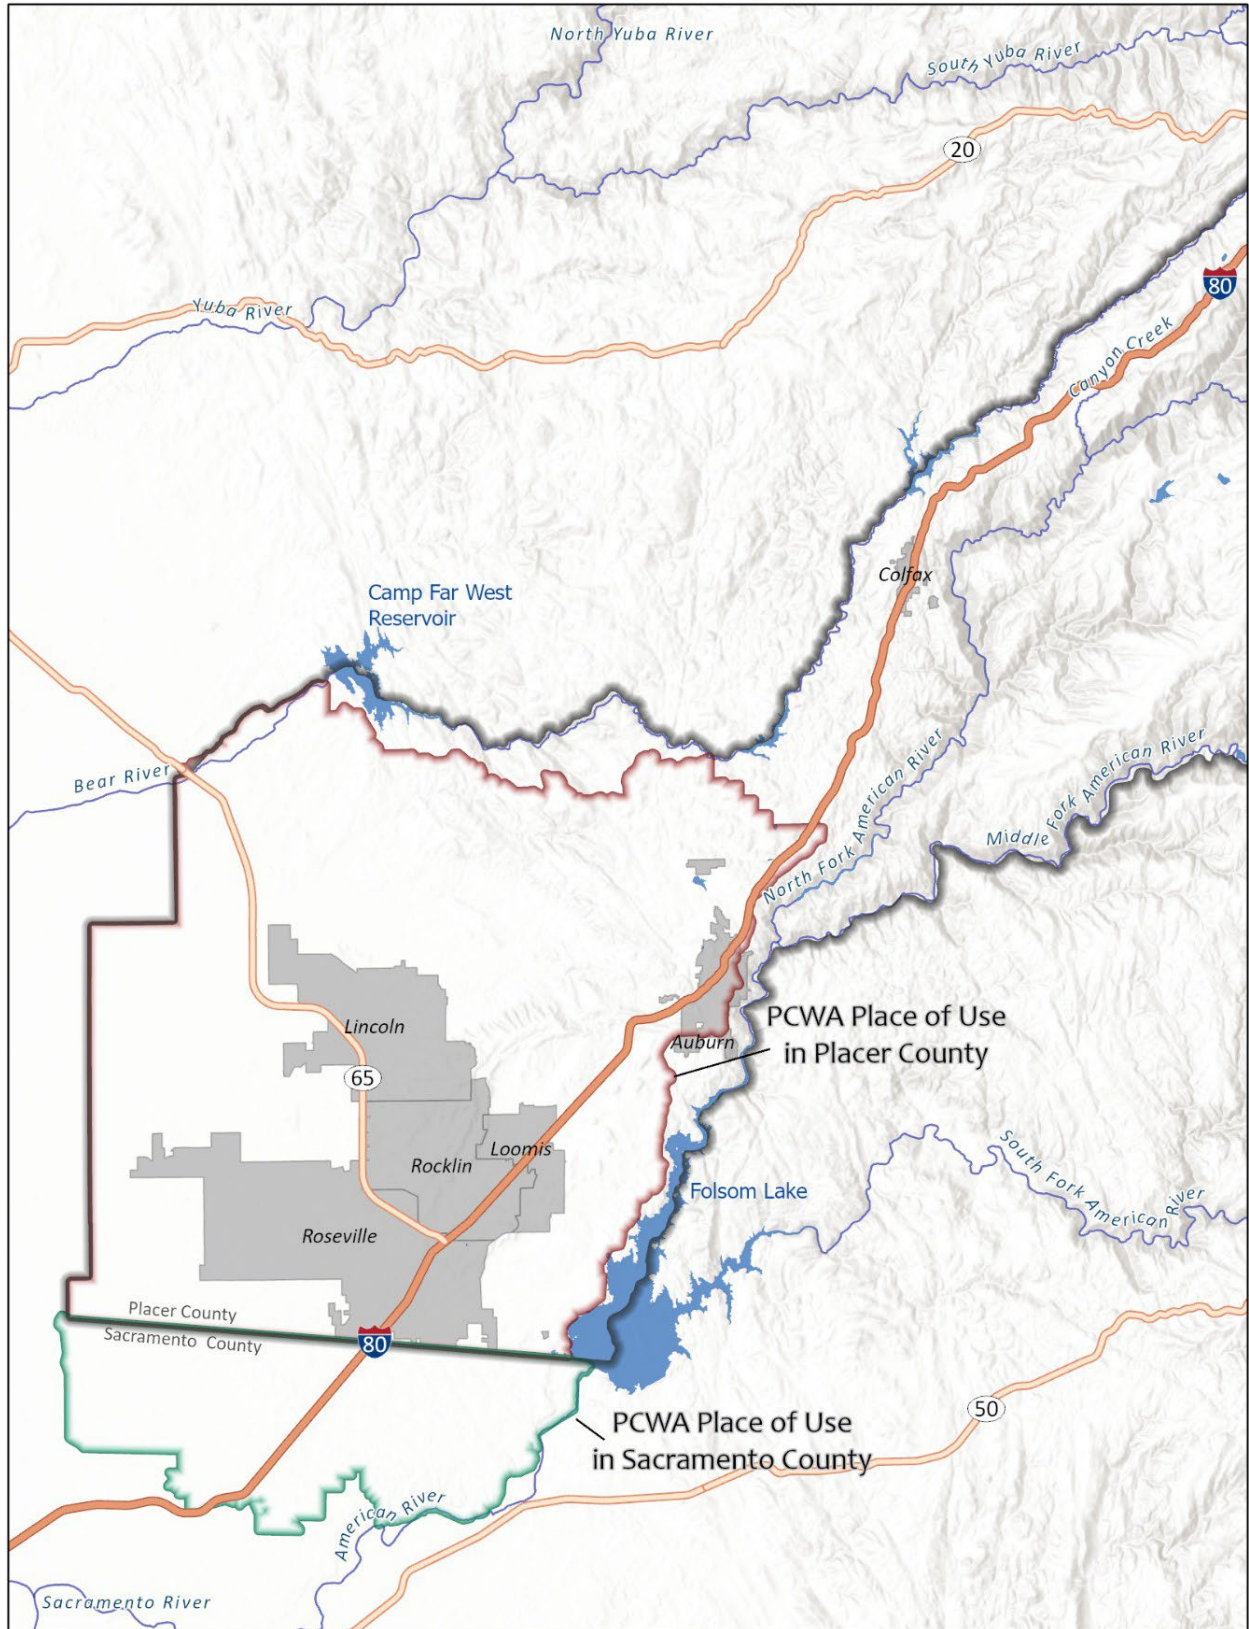 North Yuba River
South Yuba River
20
Yuba River
80
Canyon Creek
Colfax
Camp Far West
Reservoir
Bear River
North Fork American River
Middle Fork American River
Lincoln
65
Auburn
PCWA Place of Use
in Placer County
Loomis
Rocklin
Folsom Lake
South Fork American River
Roseville
Placer County
Sacramento County
80
50
PCWA Place of Use
in Sacramento County
American River
Sacramento River